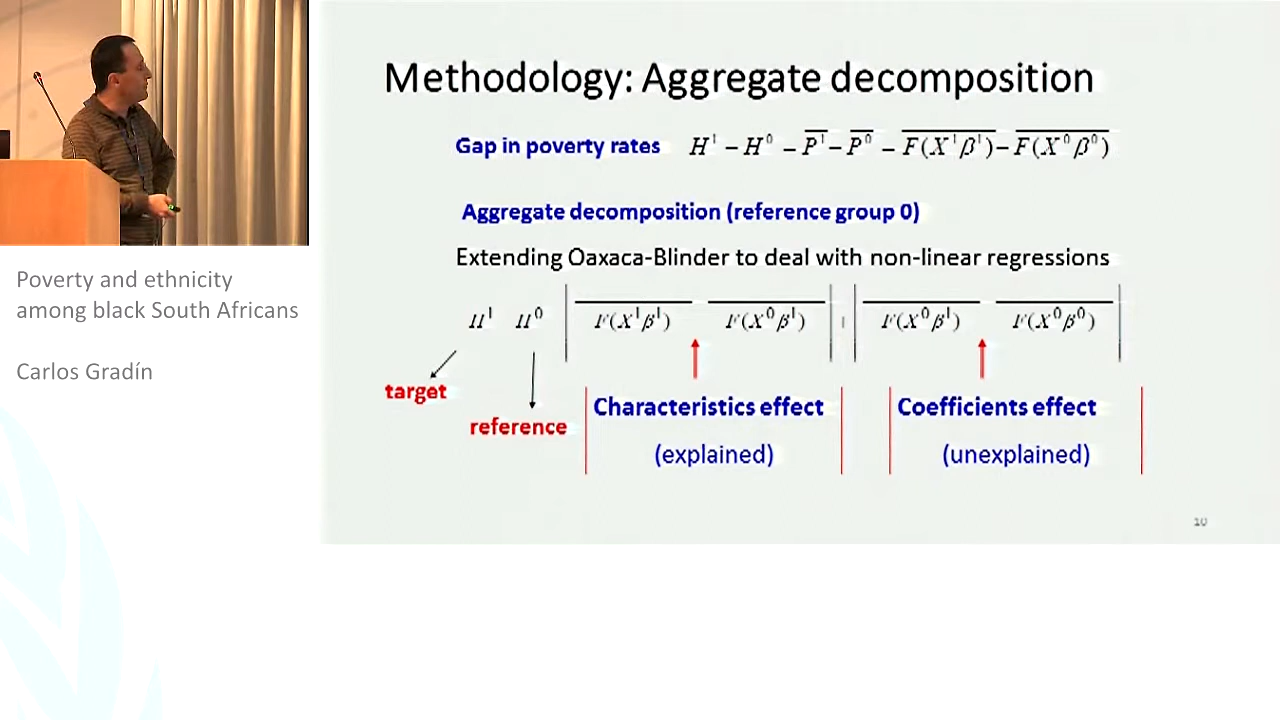 Methodology: Aggregate decomposition
Gap in poverty rates H¹ – H⁰ – P̅¹ – P̅⁰ – F(X¹β¹) – F(X⁰β⁰)
Aggregate decomposition (reference group 0)
Extending Oaxaca-Blinder to deal with non-linear regressions
H¹ H⁰ | F(X¹β¹) F(X⁰β¹) | | F(X⁰β¹) F(X⁰β⁰) |
target
reference
Characteristics effect
(explained)
Coefficients effect
(unexplained)
10
Poverty and ethnicity
among black South Africans
Carlos Gradín